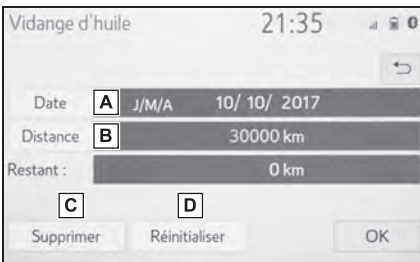 Vidange d'huile 21:35
Date A J/M/A 10/ 10/ 2017
Distance B 30000 km
Restant : 0 km
C D
Supprimer Réinitialiser OK